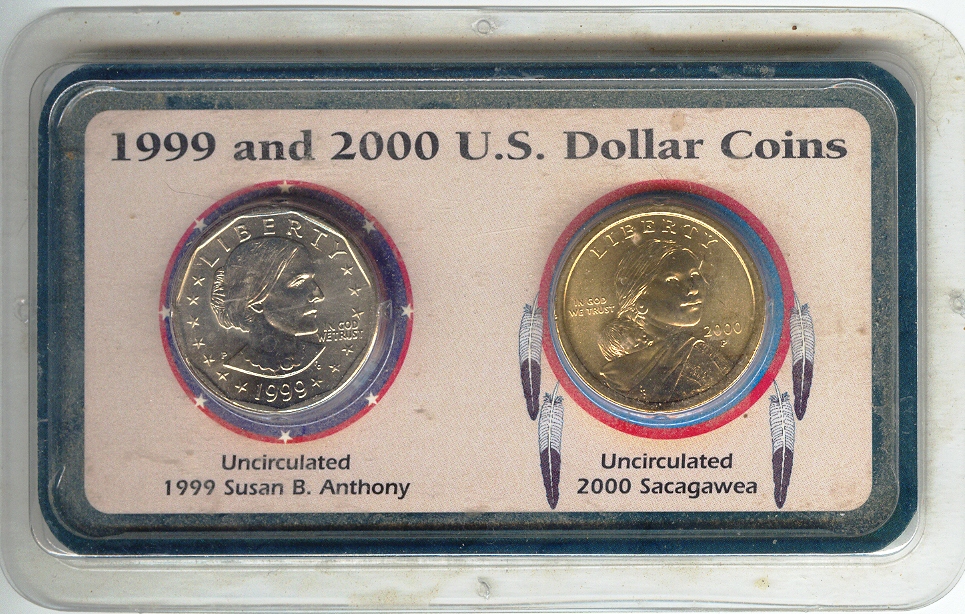 1999 and 2000 U.S. Dollar Coins
LIBERTY
IN GOD
WE TRUST
P
1999
LIBERTY
IN GOD
WE TRUST
2000
P
Uncirculated
1999 Susan B. Anthony
Uncirculated
2000 Sacagawea